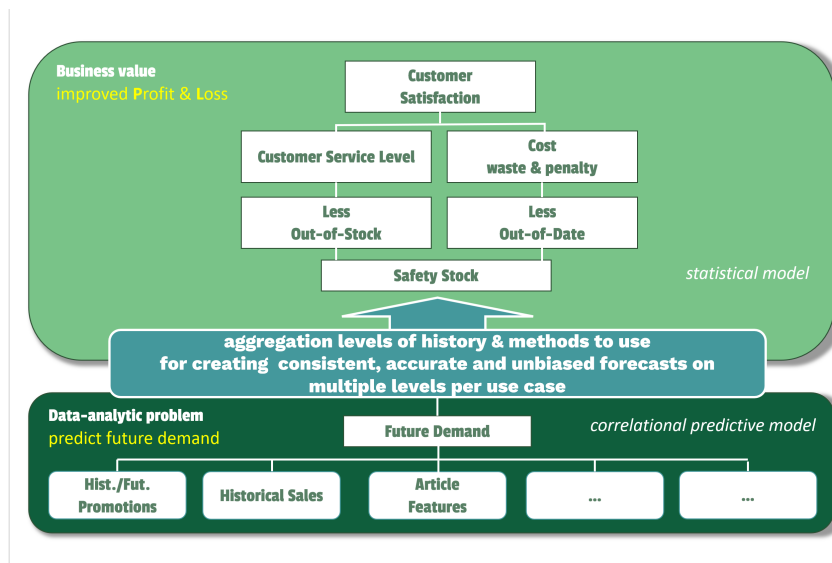 Business value
improved Profit & Loss
Customer
Satisfaction
Customer Service Level
Cost
waste & penalty
Less
Out-of-Stock
Less
Out-of-Date
Safety Stock
statistical model
aggregation levels of history & methods to use
for creating  consistent, accurate and unbiased forecasts on
multiple levels per use case
Data-analytic problem
predict future demand
Future Demand
correlational predictive model
Hist./Fut.
Promotions
Historical Sales
Article
Features
...
...